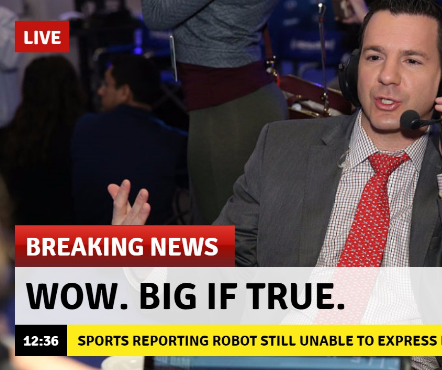 LIVE
BREAKING NEWS
WOW. BIG IF TRUE.
12:36 SPORTS REPORTING ROBOT STILL UNABLE TO EXPRESS